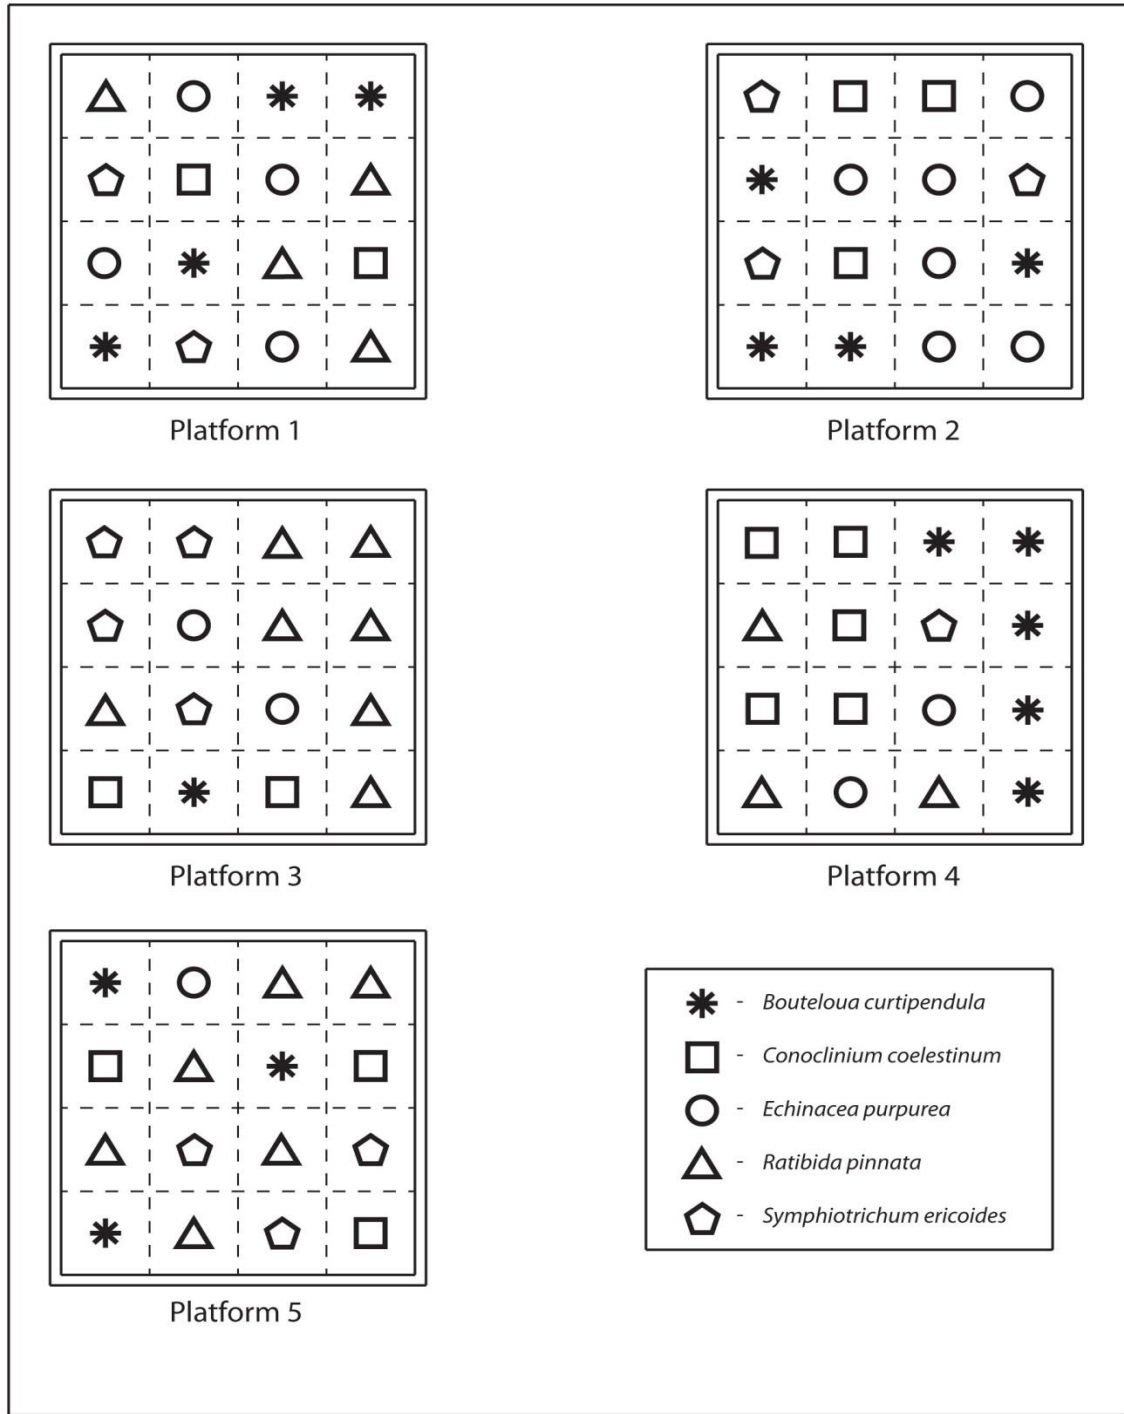 Platform 1
Platform 2
Platform 3
Platform 4
Platform 5
- Bouteloua curtipendula
- Conoclinium coelestinum
- Echinacea purpurea
- Ratibida pinnata
- Symphiotrichum ericoides